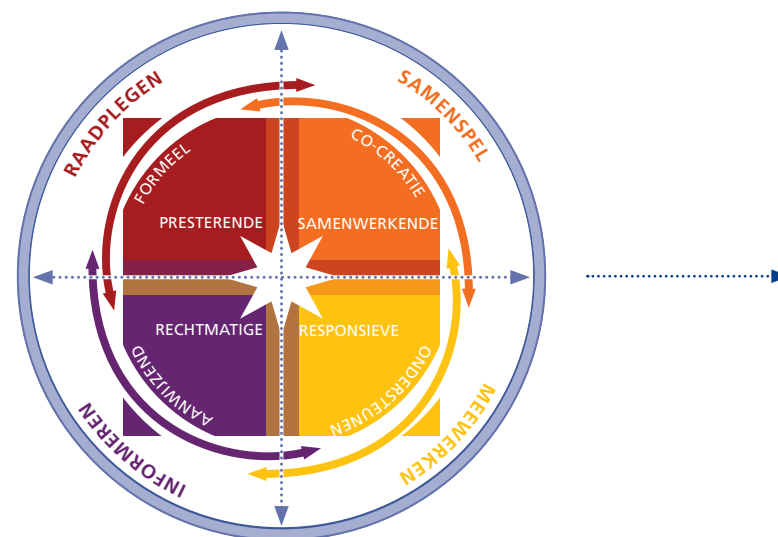 RAADPLEGEN
SAMENSPEL
FORMEEL
CO-CREATIE
PRESTERENDE
SAMENWERKENDE
RECHTMATIGE
RESPONSIEVE
AANWIJZEND
ONDERSTEUNEN
INFORMEREN
MEEWERKEN